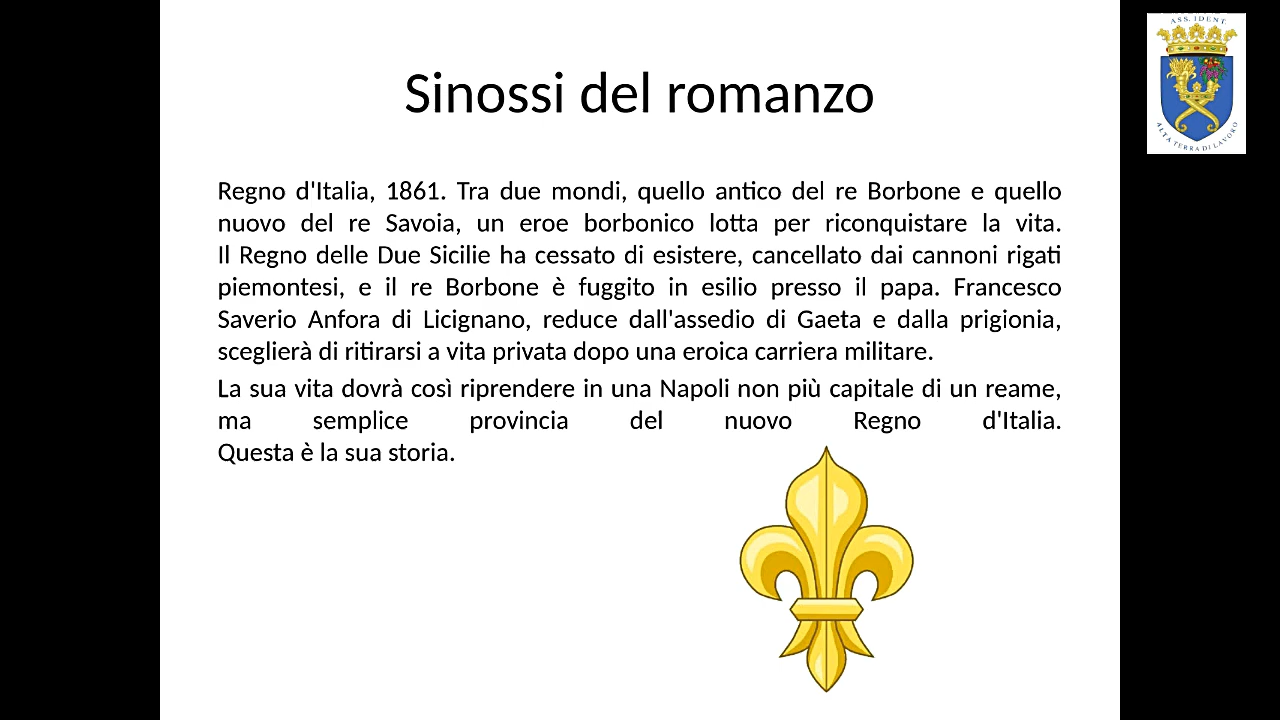 Sinossi del romanzo
Regno d'Italia, 1861. Tra due mondi, quello antico del re Borbone e quello
nuovo del re Savoia, un eroe borbonico lotta per riconquistare la vita.
Il Regno delle Due Sicilie ha cessato di esistere, cancellato dai cannoni rigati
piemontesi, e il re Borbone è fuggito in esilio presso il papa. Francesco
Saverio Anfora di Licignano, reduce dall'assedio di Gaeta e dalla prigionia,
sceglierà di ritirarsi a vita privata dopo una eroica carriera militare.
La sua vita dovrà così riprendere in una Napoli non più capitale di un reame,
ma semplice provincia del nuovo Regno d'Italia.
Questa è la sua storia.
ASS. IDENT.
ALTA TERRA DI LAVORO